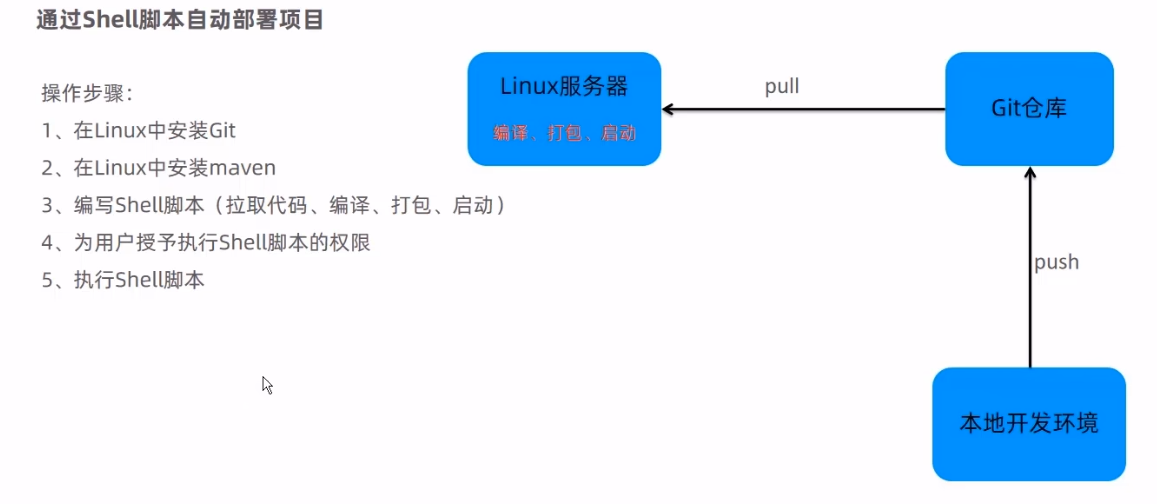 通过Shell脚本自动部署项目
操作步骤：
1、在Linux中安装Git
2、在Linux中安装maven
3、编写Shell脚本（拉取代码、编译、打包、启动）
4、为用户授予执行Shell脚本的权限
5、执行Shell脚本
Linux服务器
编译、打包、启动
pull
Git仓库
push
本地开发环境